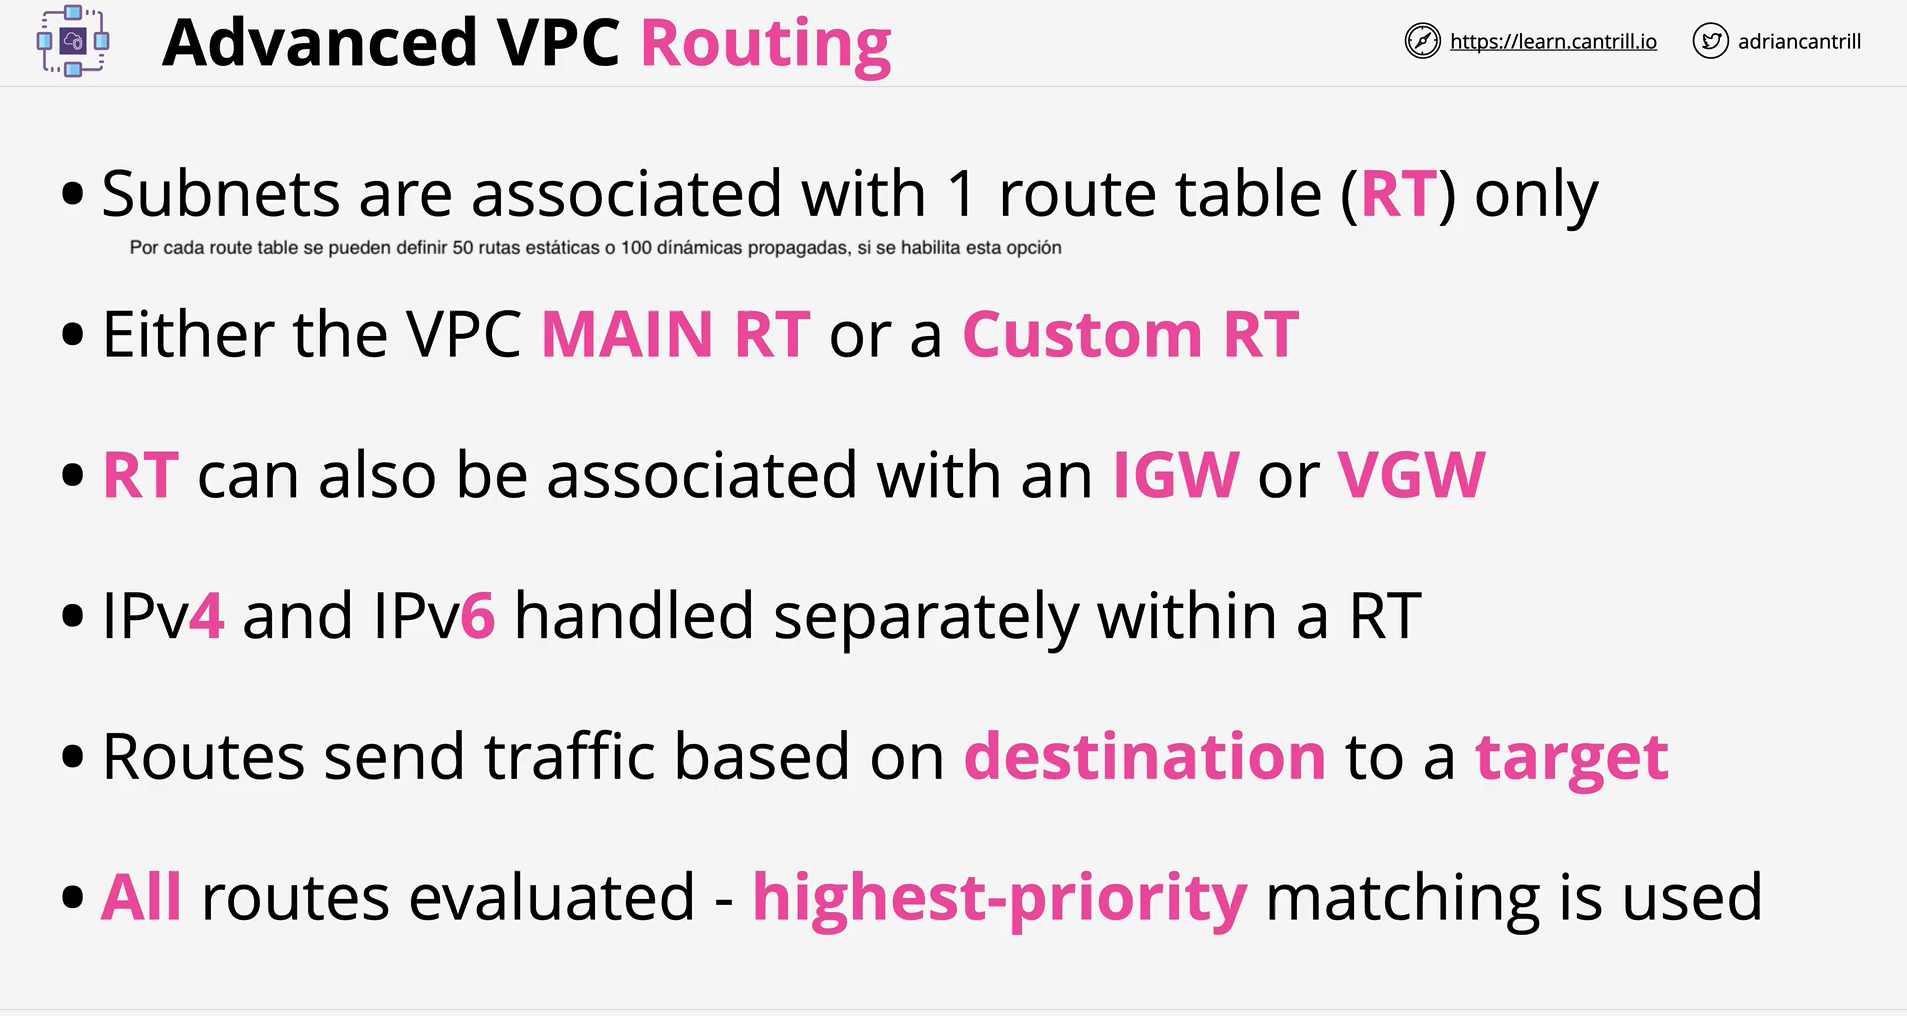 Advanced VPC Routing
https://learn.cantrill.io
adriancantrill
• Subnets are associated with 1 route table (RT) only
Por cada route table se pueden definir 50 rutas estáticas o 100 dínámicas propagadas, si se habilita esta opción
• Either the VPC MAIN RT or a Custom RT
• RT can also be associated with an IGW or VGW
• IPv4 and IPv6 handled separately within a RT
• Routes send traffic based on destination to a target
• All routes evaluated - highest-priority matching is used